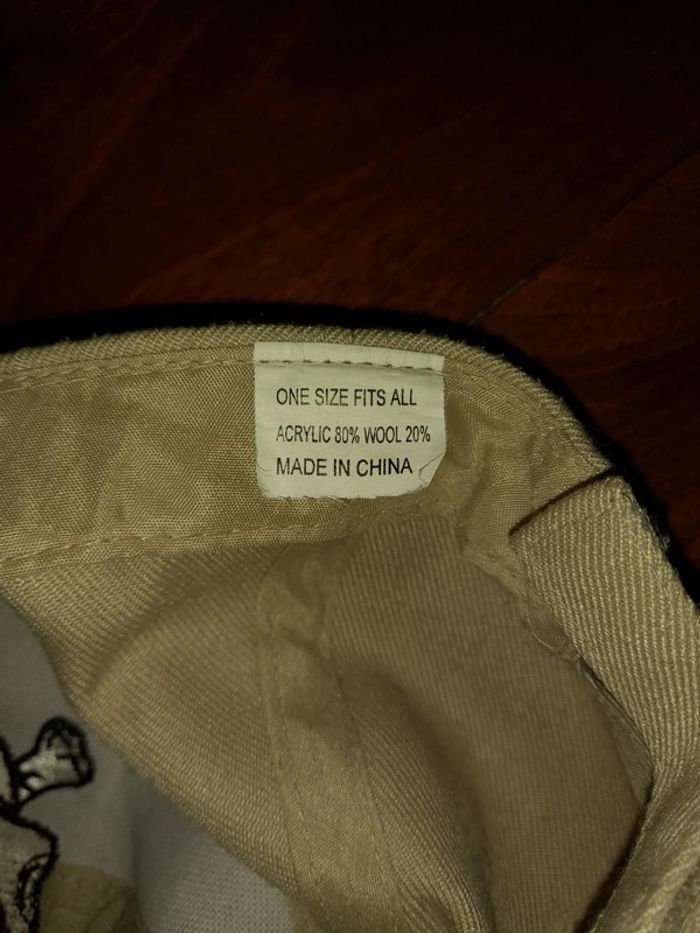 ONE SIZE FITS ALL
ACRYLIC 80% WOOL 20%
MADE IN CHINA